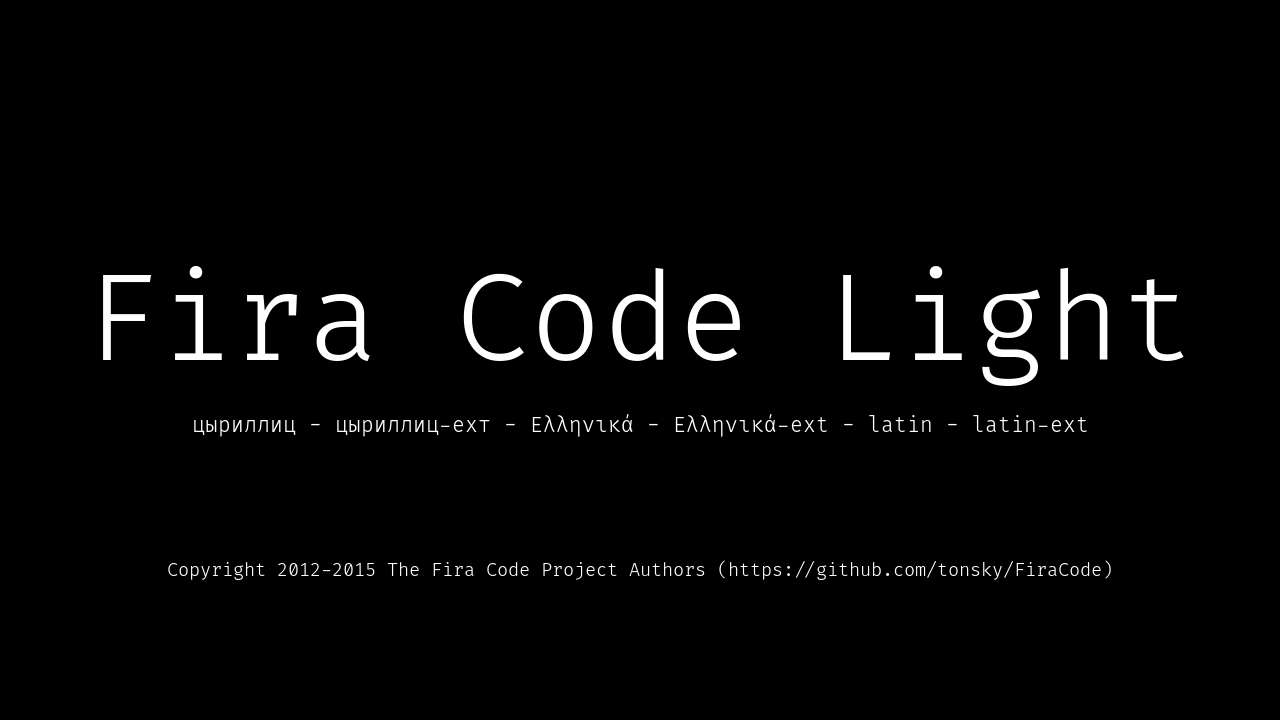 Fira Code Light
цыриллиц - цыриллиц-ехт - Ελληνικά - Ελληνικά-ext - latin - latin-ext
Copyright 2012-2015 The Fira Code Project Authors (https://github.com/tonsky/FiraCode)